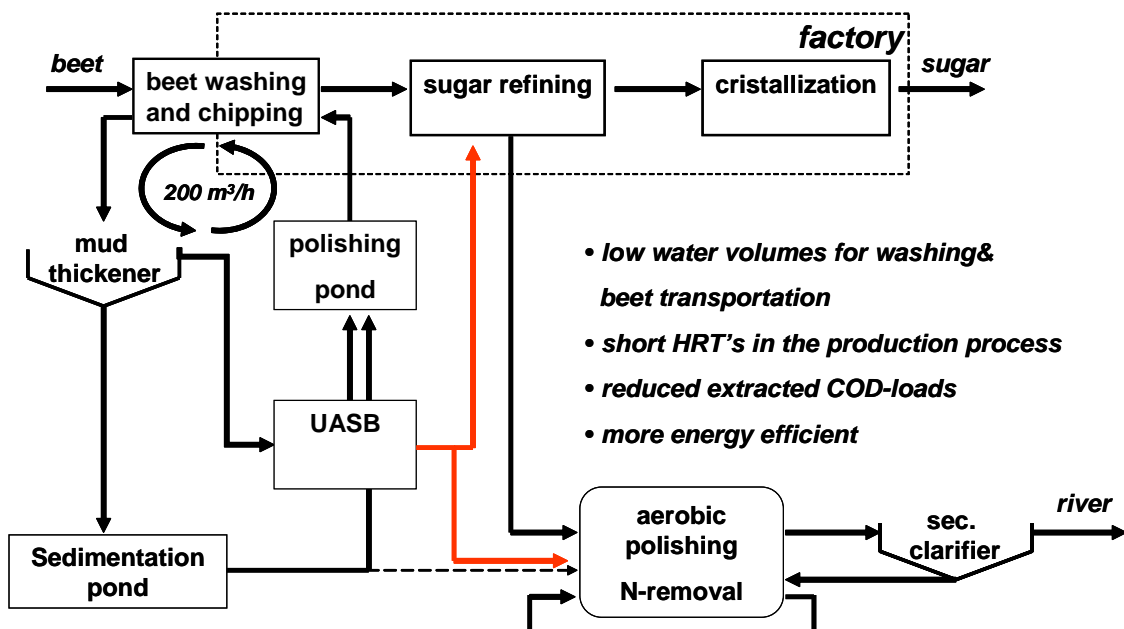 factory
beet
beet washing
and chipping
sugar refining
cristallization
sugar
200 m³/h
mud
thickener
polishing
pond
• low water volumes for washing&
beet transportation
• short HRT's in the production process
• reduced extracted COD-loads
• more energy efficient
UASB
Sedimentation
pond
aerobic
polishing
N-removal
sec.
clarifier
river